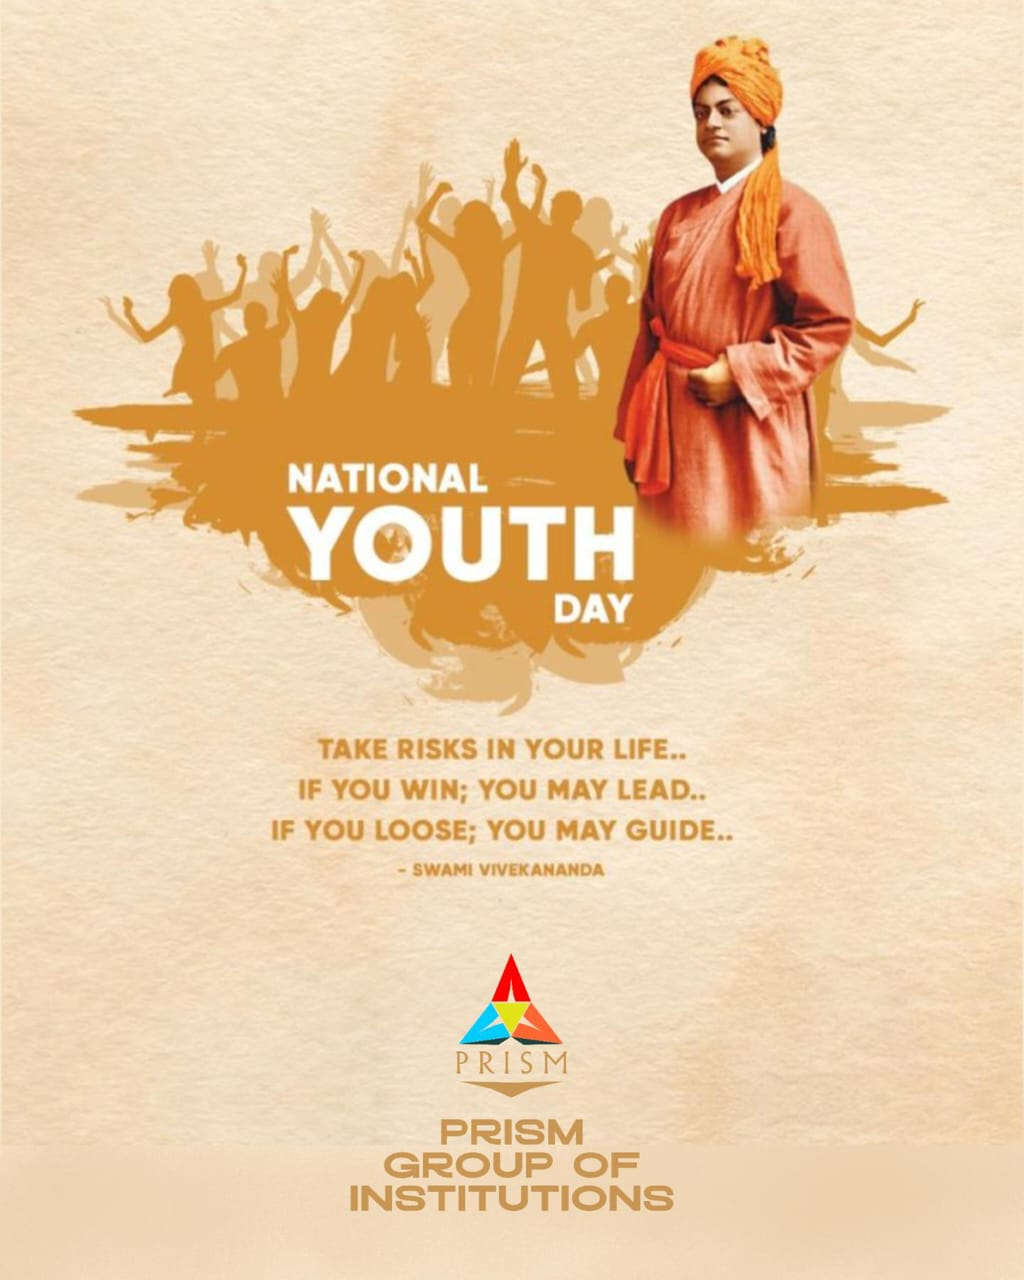 NATIONAL
YOUTH
DAY
TAKE RISKS IN YOUR LIFE..
IF YOU WIN; YOU MAY LEAD..
IF YOU LOOSE; YOU MAY GUIDE..
- SWAMI VIVEKANANDA
PRISM
PRISM
GROUP OF
INSTITUTIONS